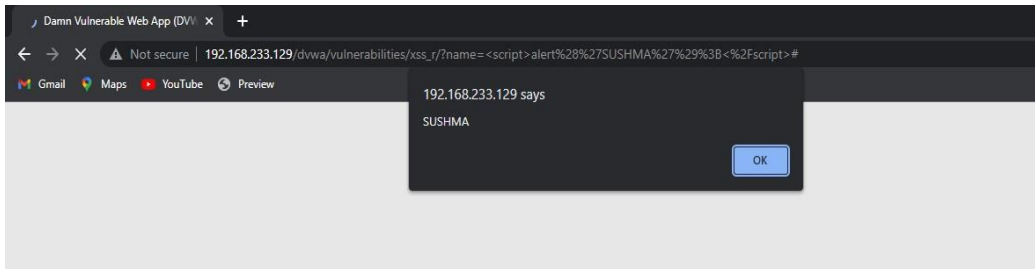 Damn Vulnerable Web App (DVW
Not secure | 192.168.233.129/dvwa/vulnerabilities/xss_r/?name=<script>alert%28%27SUSHMA%27%29%3B<%2Fscript>#
Gmail Maps YouTube Preview
192.168.233.129 says
SUSHMA
OK